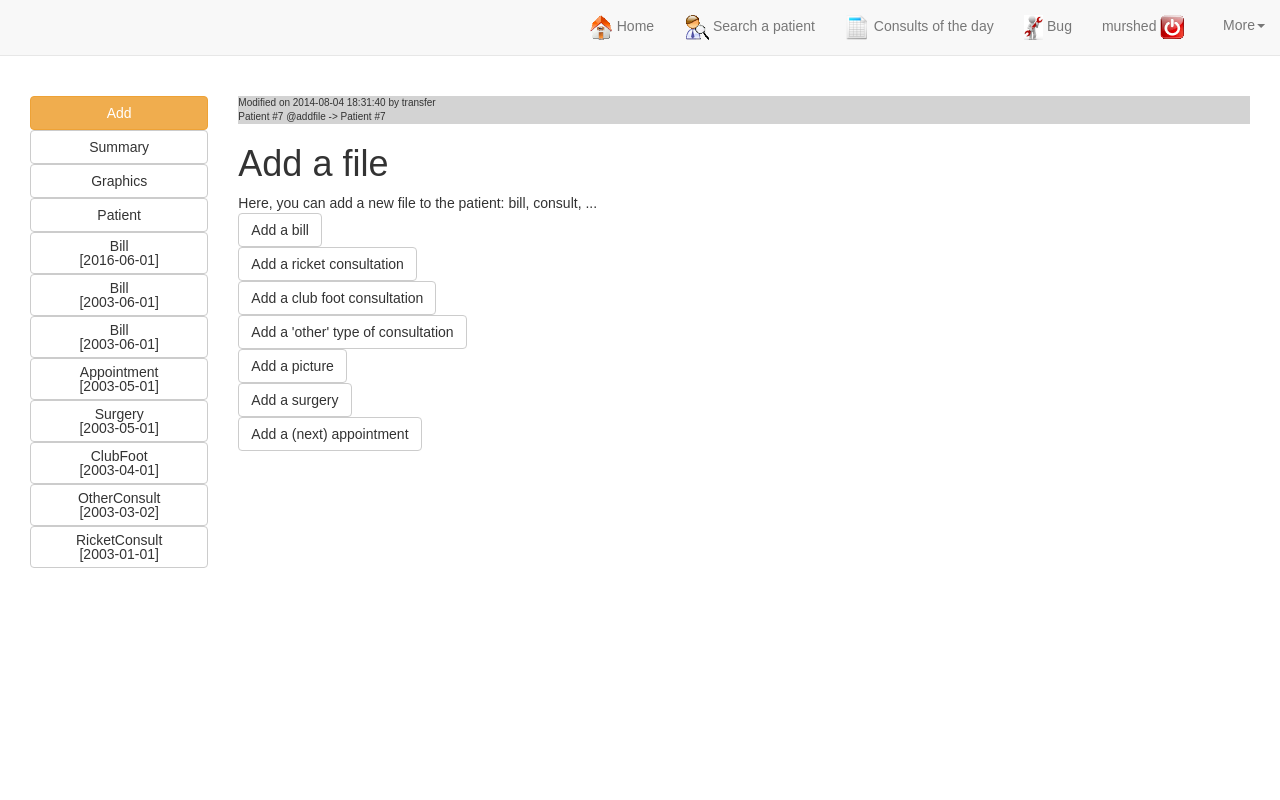 Home
Search a patient
Consults of the day
Bug
murshed
More
Add
Summary
Graphics
Patient
Bill
[2016-06-01]
Bill
[2003-06-01]
Bill
[2003-06-01]
Appointment
[2003-05-01]
Surgery
[2003-05-01]
ClubFoot
[2003-04-01]
OtherConsult
[2003-03-02]
RicketConsult
[2003-01-01]
Modified on 2014-08-04 18:31:40 by transfer
Patient #7 @addfile -> Patient #7
Add a file
Here, you can add a new file to the patient: bill, consult, ...
Add a bill
Add a ricket consultation
Add a club foot consultation
Add a 'other' type of consultation
Add a picture
Add a surgery
Add a (next) appointment